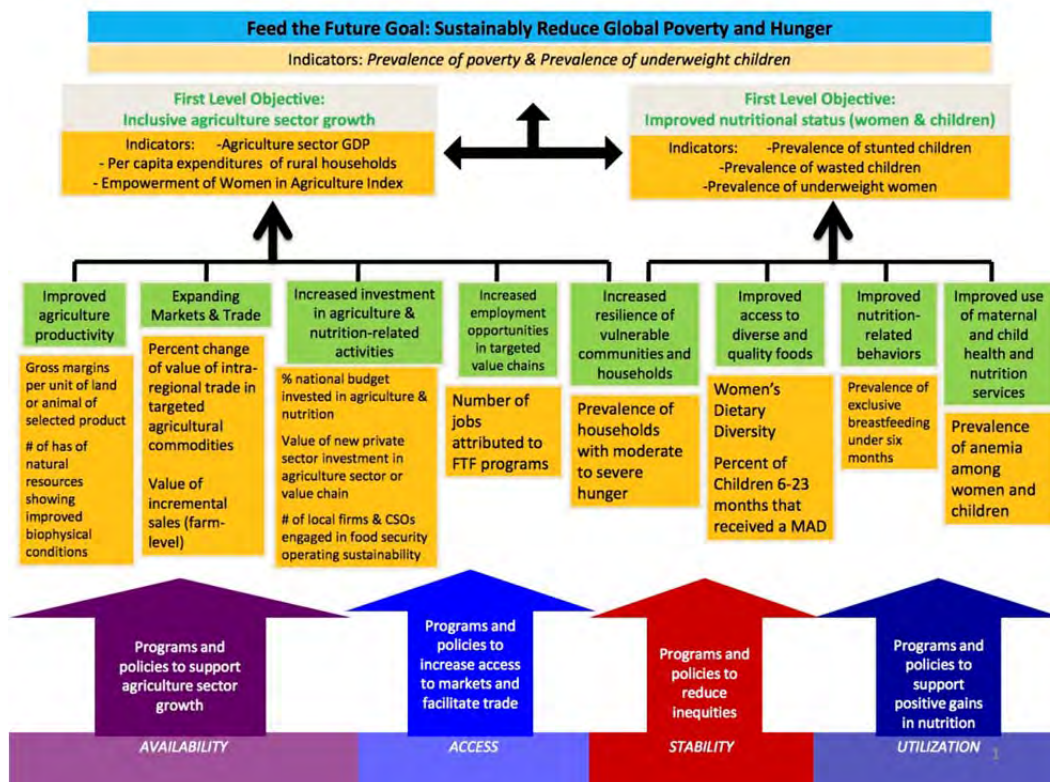 Feed the Future Goal: Sustainably Reduce Global Poverty and Hunger
Indicators: Prevalence of poverty & Prevalence of underweight children
First Level Objective:
Inclusive agriculture sector growth
Indicators: -Agriculture sector GDP
- Per capita expenditures of rural households
- Empowerment of Women in Agriculture Index
First Level Objective:
Improved nutritional status (women & children)
Indicators: -Prevalence of stunted children
-Prevalence of wasted children
-Prevalence of underweight women
Improved
agriculture
productivity
Gross margins
per unit of land
or animal of
selected product
# of has of
natural
resources
showing
improved
biophysical
conditions
Expanding
Markets & Trade
Percent change
of value of intra-
regional trade in
targeted
agricultural
commodities
Value of
incremental
sales (farm-
level)
Increased investment
in agriculture &
nutrition-related
activities
% national budget
invested in agriculture &
nutrition
Value of new private
sector investment in
agriculture sector or
value chain
# of local firms & CSOs
engaged in food security
operating sustainability
Increased
employment
opportunities
in targeted
value chains
Number of
jobs
attributed to
FTF programs
Increased
resilience of
vulnerable
communities and
households
Prevalence of
households
with moderate
to severe
hunger
Improved
access to
diverse and
quality foods
Women's
Dietary
Diversity
Percent of
Children 6-23
months that
received a MAD
Improved
nutrition-
related
behaviors
Prevalence of
exclusive
breastfeeding
under six
months
Improved use
of maternal
and child
health and
nutrition
services
Prevalence
of anemia
among
women and
children
Programs and
policies to support
agriculture sector
growth
Programs and
policies to
increase access
to markets and
facilitate trade
Programs and
policies to
reduce
inequities
Programs and
policies to
support
positive gains
in nutrition
AVAILABILITY
ACCESS
STABILITY
UTILIZATION
1